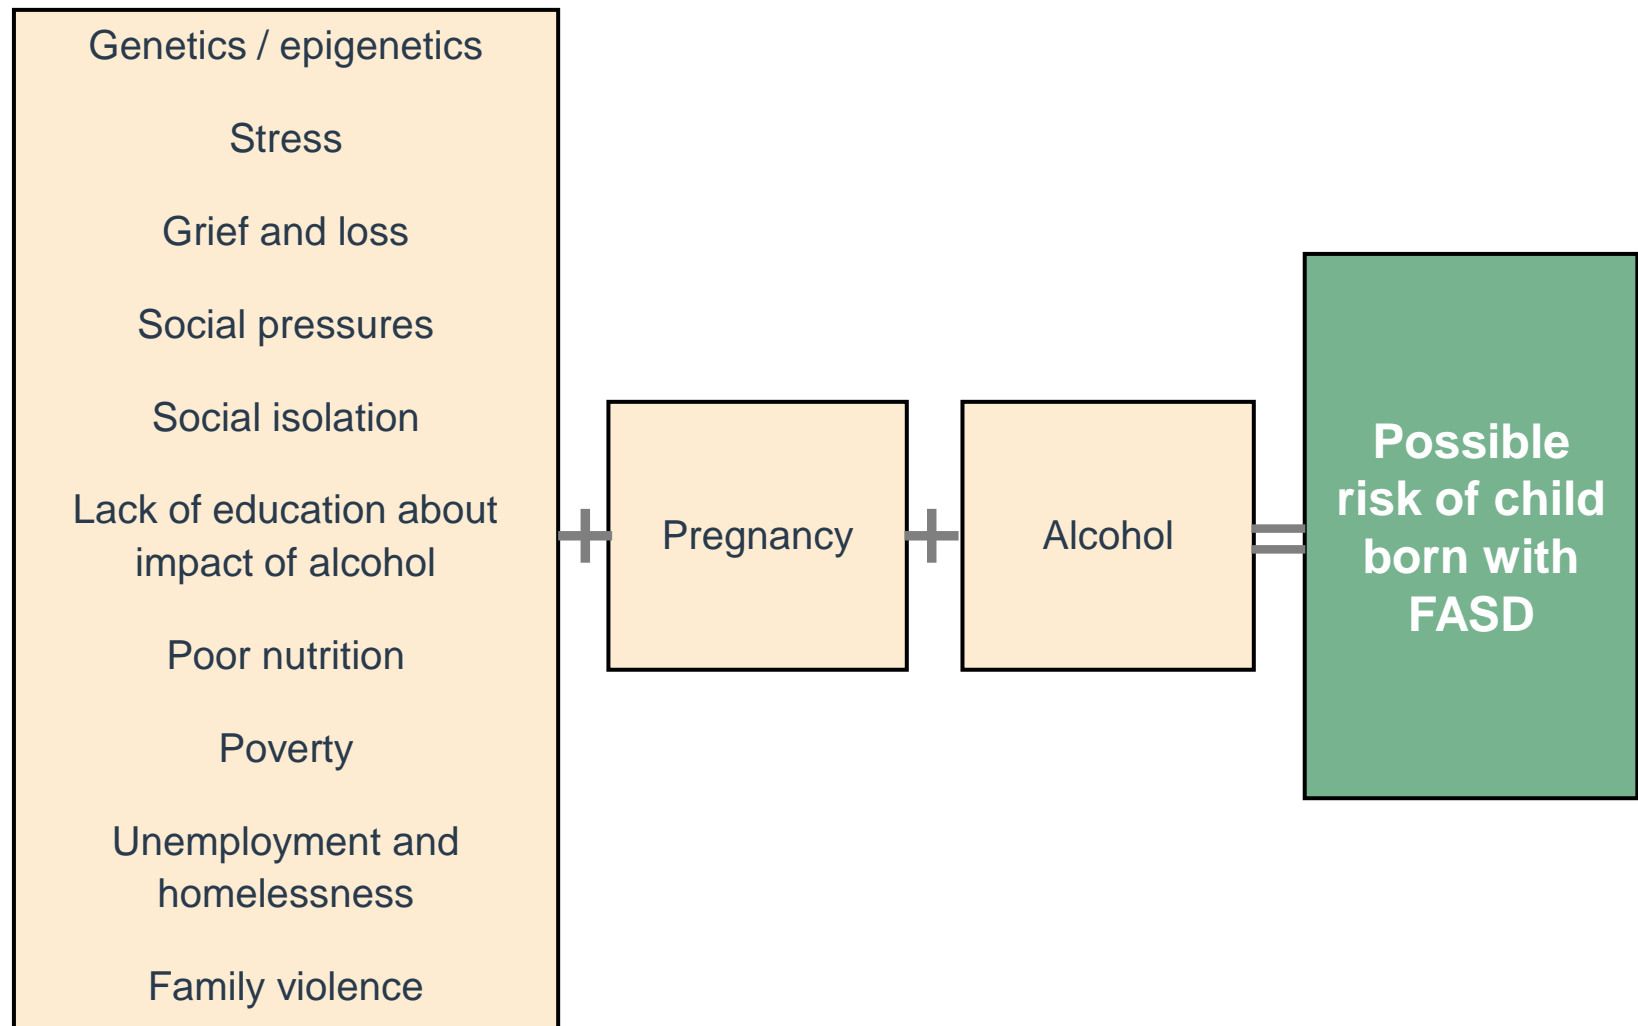 Genetics / epigenetics
Stress
Grief and loss
Social pressures
Social isolation
Lack of education about
impact of alcohol
Poor nutrition
Poverty
Unemployment and
homelessness
Family violence
+
Pregnancy
+
Alcohol
=
Possible
risk of child
born with
FASD